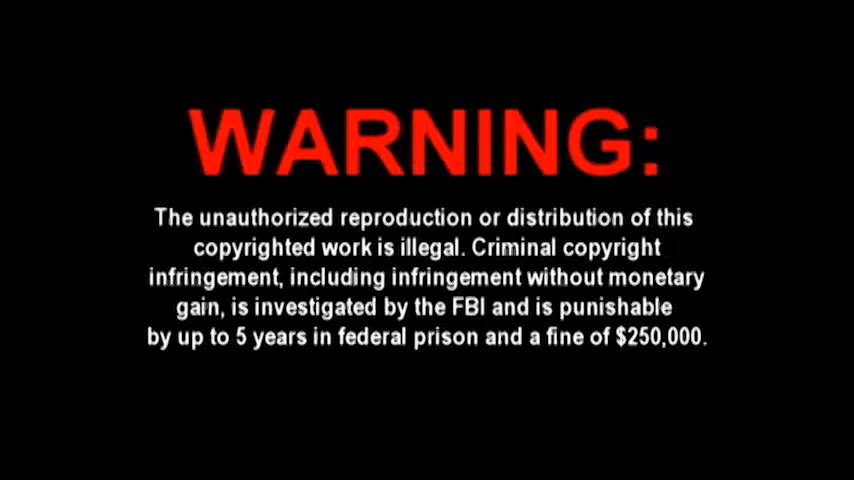 WARNING:
The unauthorized reproduction or distribution of this
copyrighted work is illegal. Criminal copyright
infringement, including infringement without monetary
gain, is investigated by the FBI and is punishable
by up to 5 years in federal prison and a fine of $250,000.